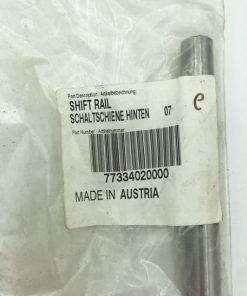 Part Description : Artikelbezeichnung:
SHIFT RAIL
SCHALTSCHIENE HINTEN 07
e
Part Number : Artikelnummer:
77334020000
MADE IN AUSTRIA